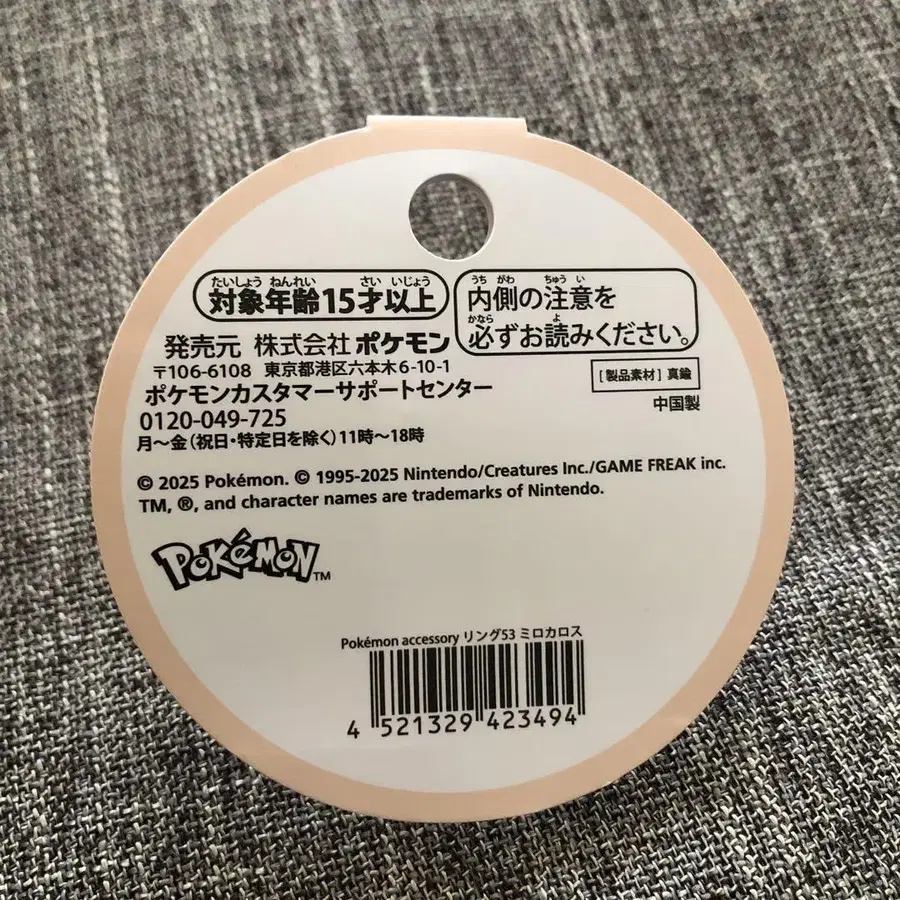 たいしょう ねんれい さい いじょう
対象年齢15才以上
うち がわ ちゅう い
内側の注意を
かなら よ
必ずお読みください。
発売元 株式会社 ポケモン
〒106-6108 東京都港区六本木6-10-1
ポケモンカスタマーサポートセンター
0120-049-725
月〜金(祝日・特定日を除く)11時〜18時
[製品素材] 真鍮
中国製
© 2025 Pokémon. © 1995-2025 Nintendo/Creatures Inc./GAME FREAK inc.
TM, ®, and character names are trademarks of Nintendo.
POKéMON TM
Pokémon accessory リング53 ミロカロス
4 521329 423494